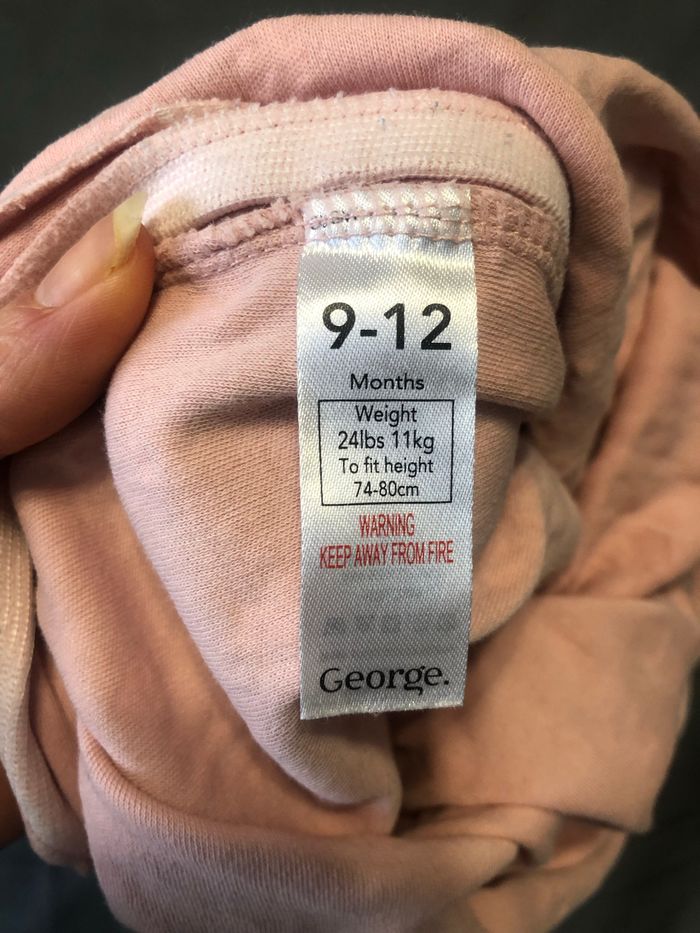 9-12
Months
Weight
24lbs 11kg
To fit height
74-80cm
WARNING
KEEP AWAY FROM FIRE
George.